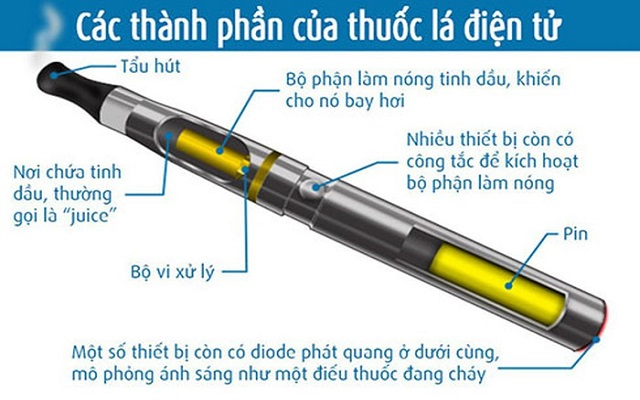 Các thành phần của thuốc lá điện tử
Tẩu hút
Bộ phận làm nóng tinh dầu, khiến
cho nó bay hơi
Nhiều thiết bị còn có
công tắc để kích hoạt
bộ phận làm nóng
Nơi chứa tinh
dầu, thường
gọi là “juice”
Pin
Bộ vi xử lý
Một số thiết bị còn có diode phát quang ở dưới cùng,
mô phỏng ánh sáng như một điếu thuốc đang cháy